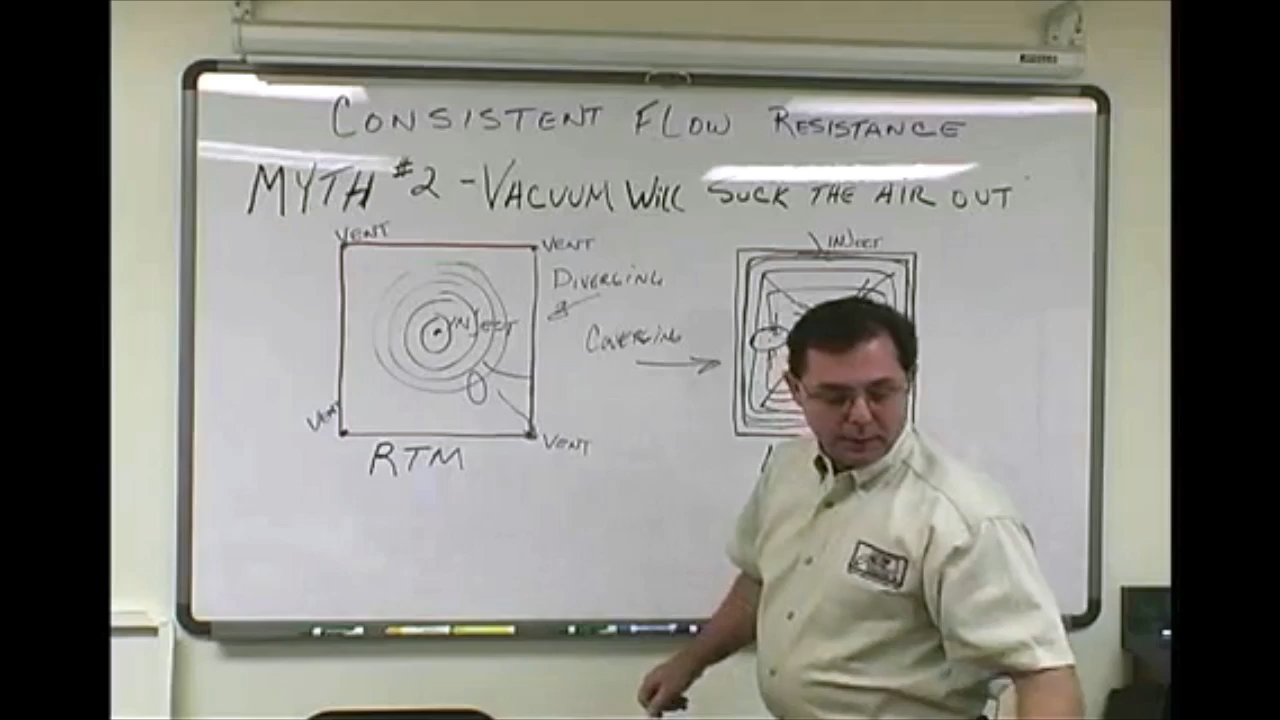 CONSISTENT FLOW RESISTANCE
MYTH #2 - VACUUM WILL SUCK THE AIR OUT
VENT
VENT
INJECT
DIVERGING
INJECT
COVERGING
VENT
VENT
RTM